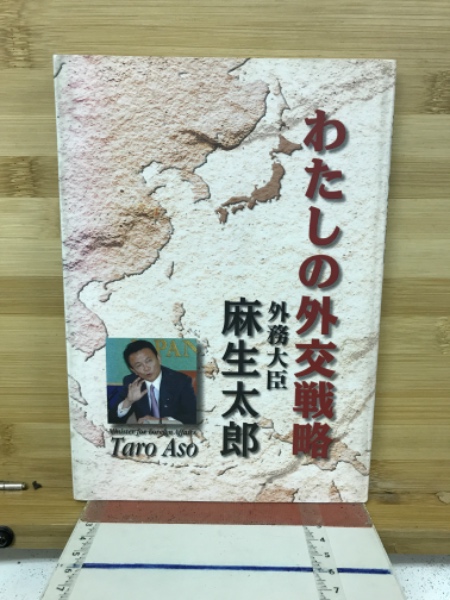 わたしの外交戦略
外務大臣
麻生太郎
PAN
Minister for Foreign Affairs
Taro Aso